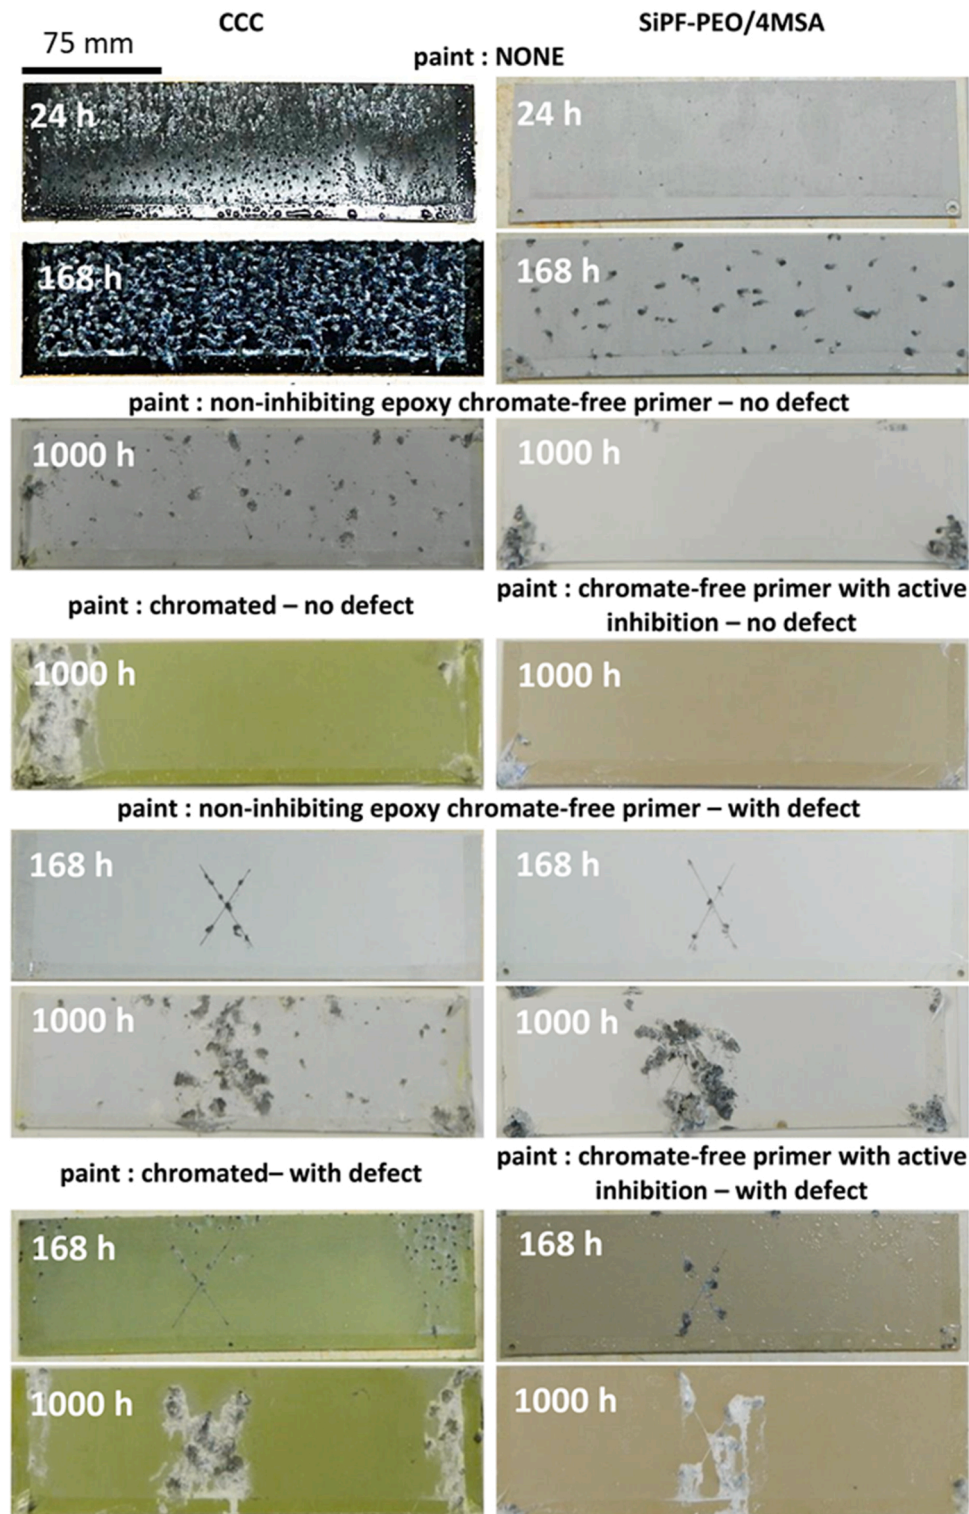 CCC
SiPF-PEO/4MSA
75 mm
paint : NONE
24 h
24 h
168 h
168 h
paint : non-inhibiting epoxy chromate-free primer – no defect
1000 h
1000 h
paint : chromated – no defect
paint : chromate-free primer with active
inhibition – no defect
1000 h
1000 h
paint : non-inhibiting epoxy chromate-free primer – with defect
168 h
168 h
1000 h
1000 h
paint : chromated– with defect
paint : chromate-free primer with active
inhibition – with defect
168 h
168 h
1000 h
1000 h